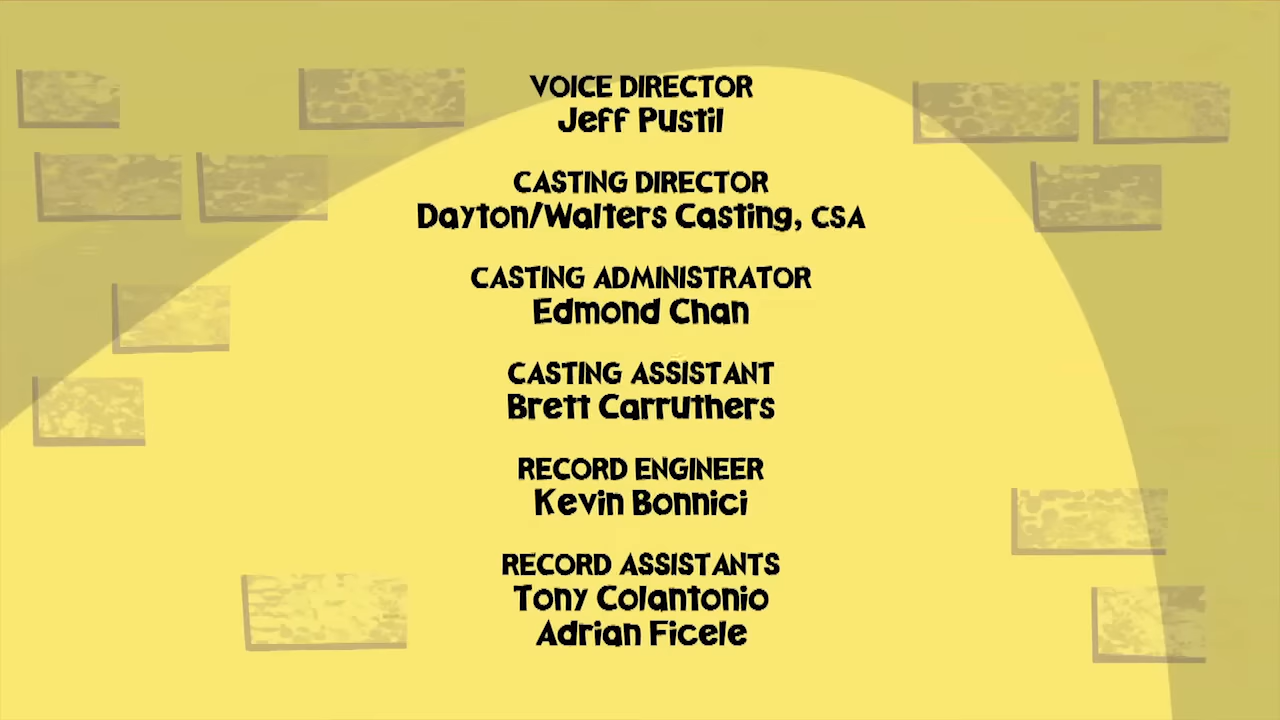 VOICE DIRECTOR
Jeff Pustil
CASTING DIRECTOR
Dayton/Walters Casting, CSA
CASTING ADMINISTRATOR
Edmond Chan
CASTING ASSISTANT
Brett Carruthers
RECORD ENGINEER
Kevin Bonnici
RECORD ASSISTANTS
Tony Colantonio
Adrian Ficele